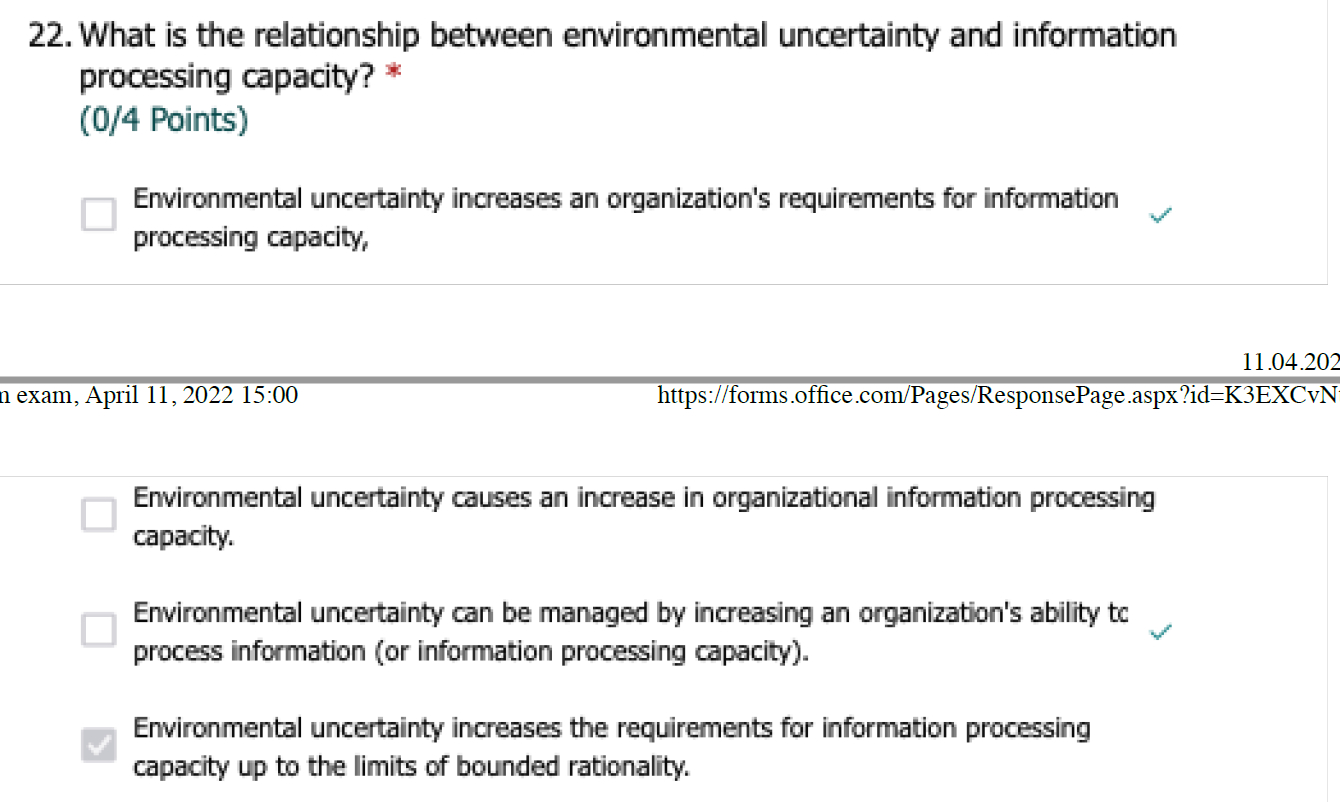 22. What is the relationship between environmental uncertainty and information
processing capacity? *
(0/4 Points)
Environmental uncertainty increases an organization's requirements for information
processing capacity,
11.04.202
exam, April 11, 2022 15:00 https://forms.office.com/Pages/ResponsePage.aspx?id=K3EXCvN
Environmental uncertainty causes an increase in organizational information processing
capacity.
Environmental uncertainty can be managed by increasing an organization's ability to
process information (or information processing capacity).
Environmental uncertainty increases the requirements for information processing
capacity up to the limits of bounded rationality.